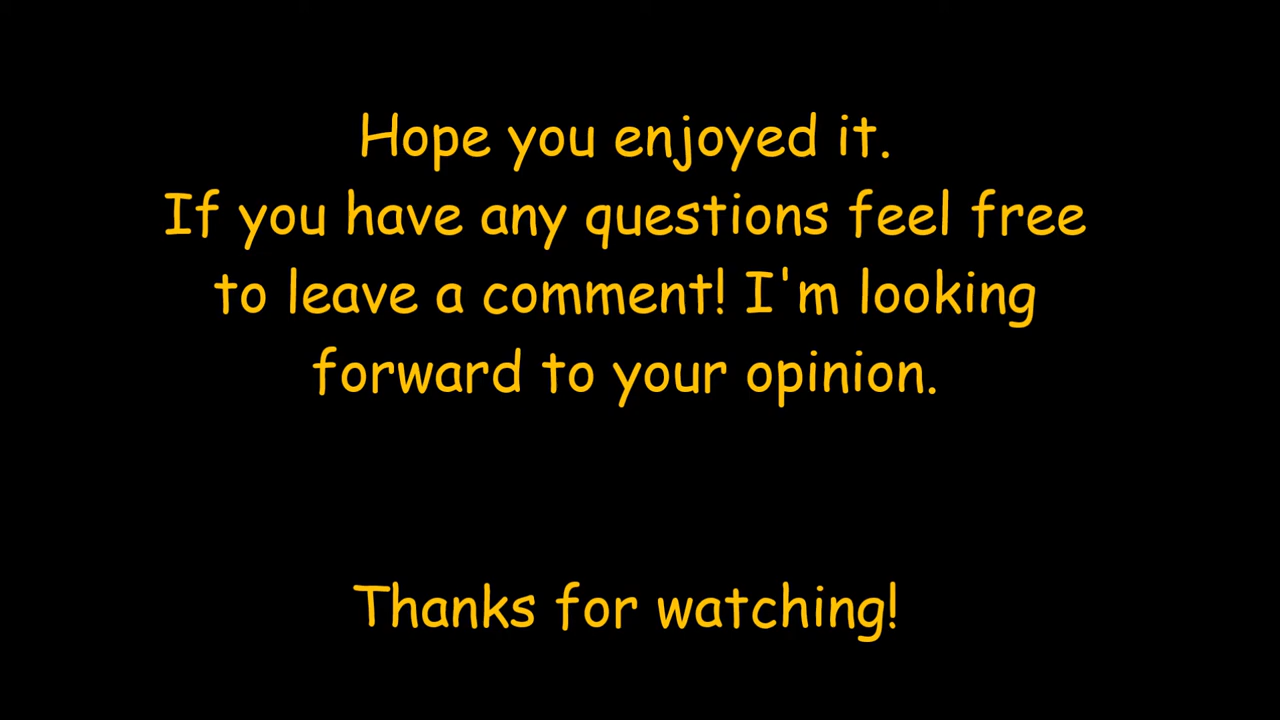 Hope you enjoyed it.
If you have any questions feel free
to leave a comment! I'm looking
forward to your opinion.
Thanks for watching!